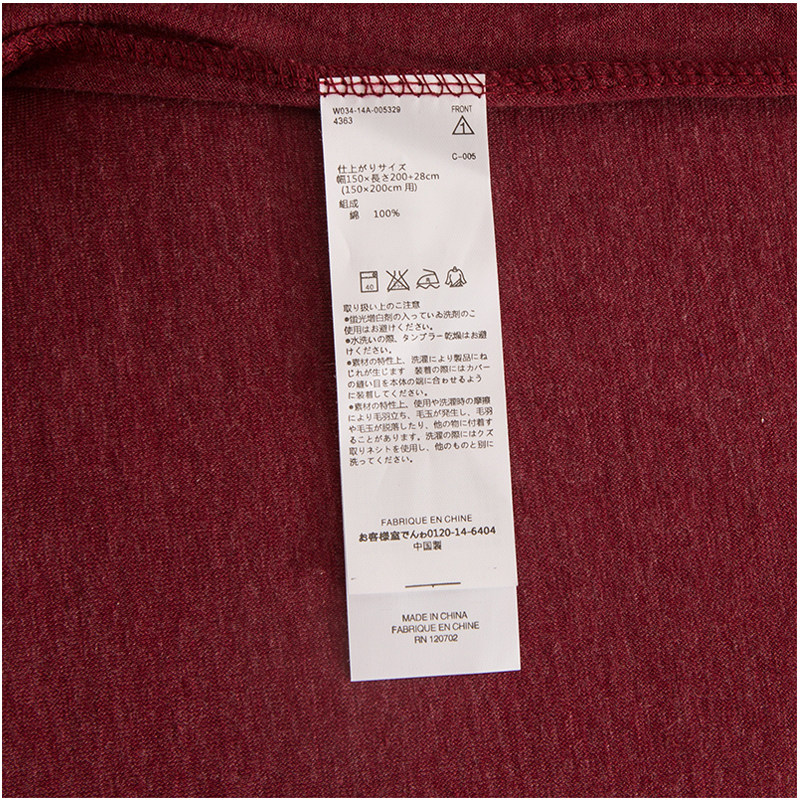 W034-14A-005329
4363
FRONT
1
C-005
仕上がりサイズ
幅150×長さ200+28cm
(150×200cm 用)
組成
綿 100%
40
取り扱い上のご注意
●蛍光増白剤の入っている洗剤のご
使用はお避けください。
●水洗いの際、タンブラー乾燥はお避
けください。
●素材の特性上、洗濯により製品にね
じれが生じます 装着の際にはカバー
の縫い目を本体の端に合わせるよう
に装着してください。
●素材の特性上、使用や洗濯時の摩擦
により毛羽立ち、毛玉が発生し、毛羽
や毛玉が脱落したり、他の物に付着す
ることがあります。洗濯の際にはクズ
取りネシトを使用し、他のものと別に
洗ってください。
FABRIQUE EN CHINE
お客様室でんわ0120-14-6404
中国製
MADE IN CHINA
FABRIQUE EN CHINE
RN 120702